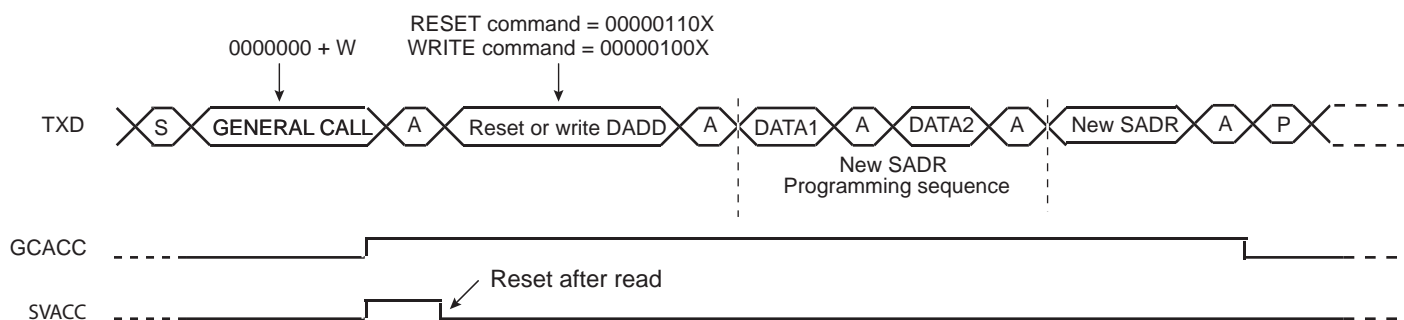 RESET command = 00000110X
0000000 + W
WRITE command = 00000100X
TXD
S
GENERAL CALL
A
Reset or write DADD
A
DATA1
A
DATA2
A
New SADR
A
P
New SADR
Programming sequence
GCACC
Reset after read
SVACC